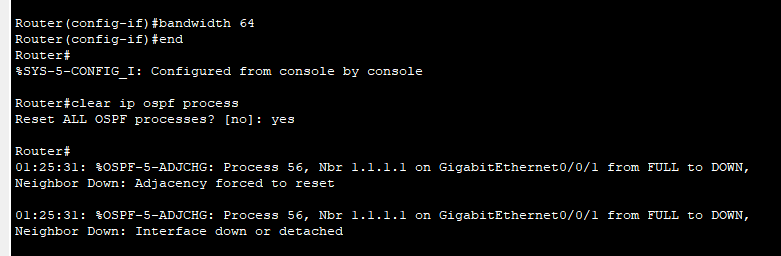 Router(config-if)#bandwidth 64
Router(config-if)#end
Router#
%SYS-5-CONFIG_I: Configured from console by console
Router#clear ip ospf process
Reset ALL OSPF processes? [no]: yes
Router#
01:25:31: %OSPF-5-ADJCHG: Process 56, Nbr 1.1.1.1 on GigabitEthernet0/0/1 from FULL to DOWN,
Neighbor Down: Adjacency forced to reset
01:25:31: %OSPF-5-ADJCHG: Process 56, Nbr 1.1.1.1 on GigabitEthernet0/0/1 from FULL to DOWN,
Neighbor Down: Interface down or detached